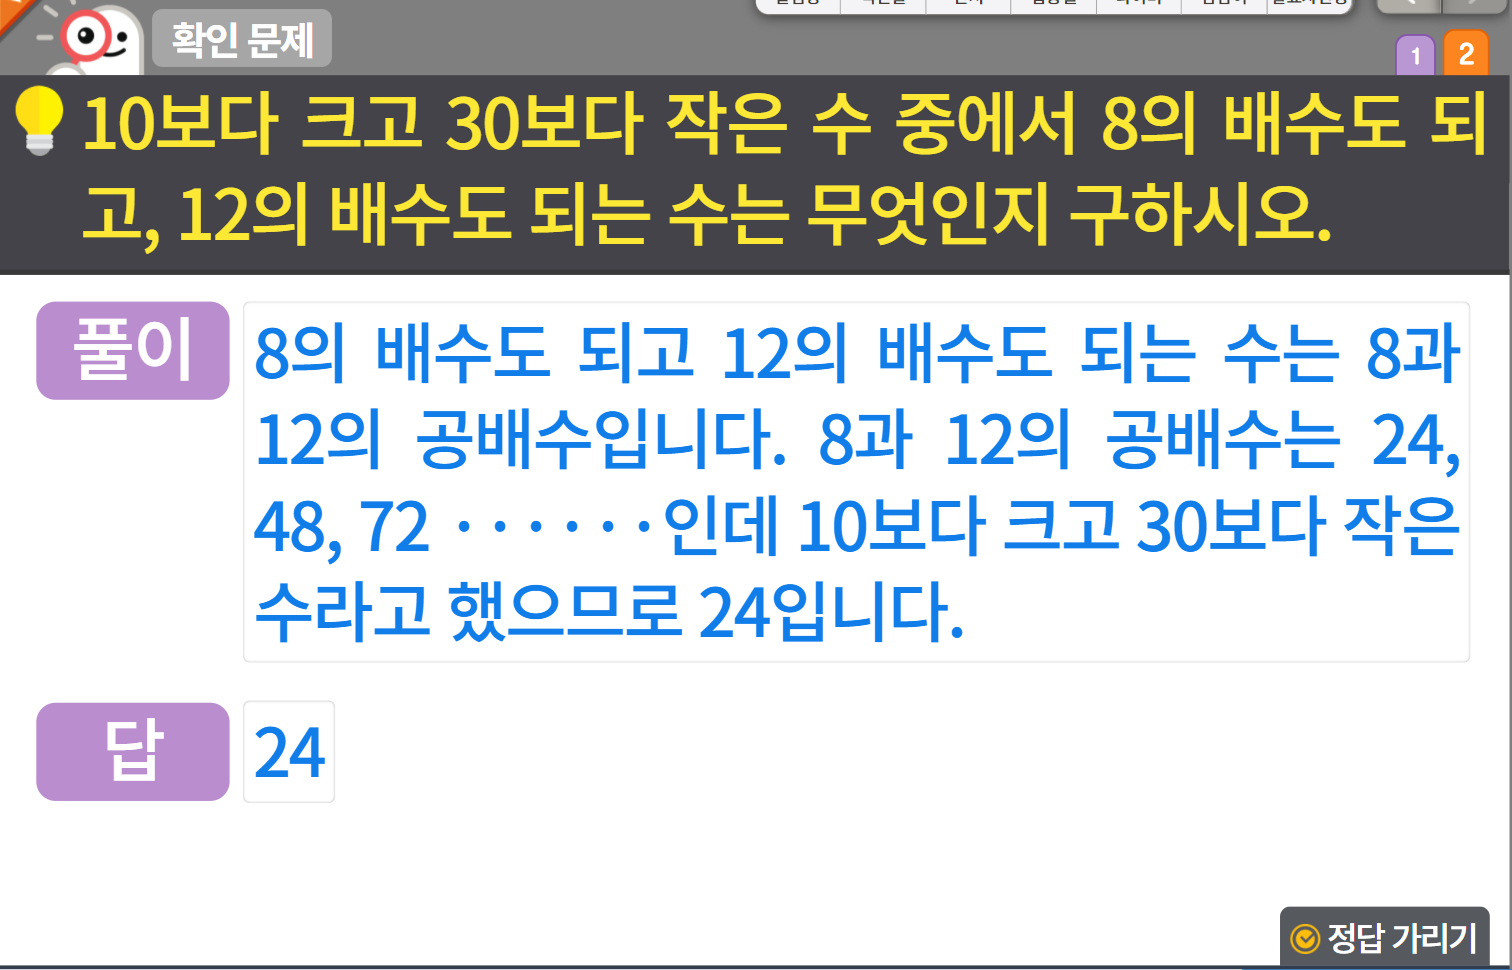 확인 문제
1
2
10보다 크고 30보다 작은 수 중에서 8의 배수도 되
고, 12의 배수도 되는 수는 무엇인지 구하시오.
풀이
8의 배수도 되고 12의 배수도 되는 수는 8과
12의 공배수입니다. 8과 12의 공배수는 24,
48, 72 ······인데 10보다 크고 30보다 작은
수라고 했으므로 24입니다.
답
24
정답 가리기